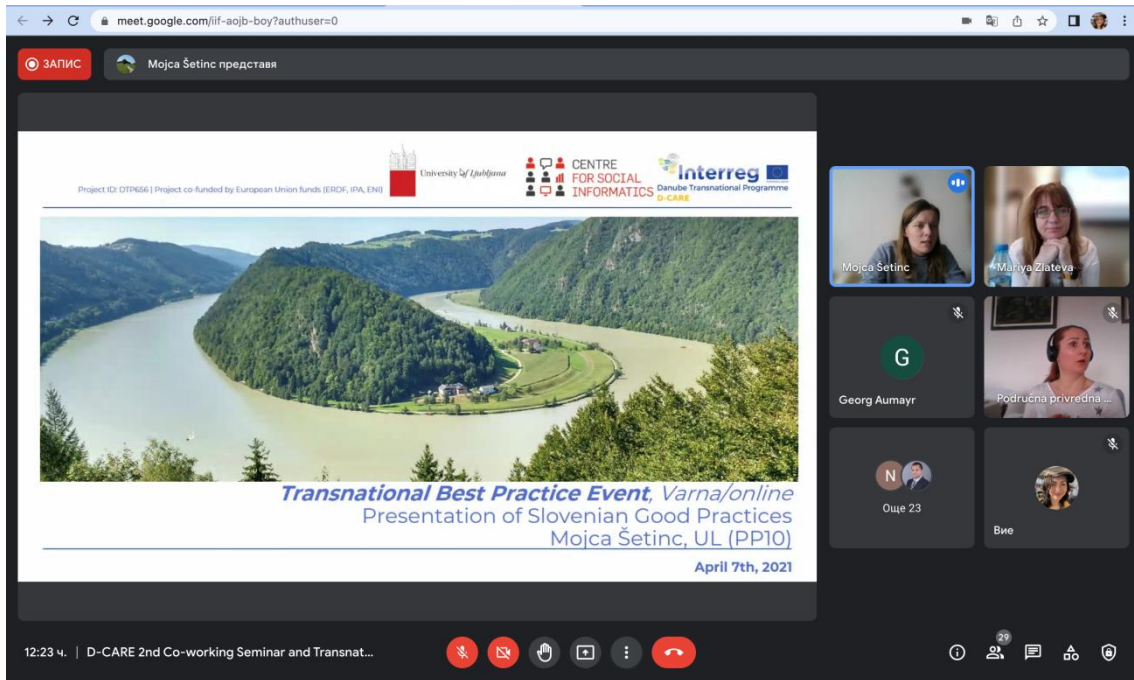 meet.google.com/iif-aojb-boy?authuser=0
ЗАПИС
Mojca Šetinc представя
Project ID: DTP656 | Project co-funded by European Union funds (ERDF, IPA, ENI)
University of Ljubljana
CENTRE
FOR SOCIAL
INFORMATICS
Interreg
Danube Transnational Programme
D-CARE
Transnational Best Practice Event, Varna/online
Presentation of Slovenian Good Practices
Mojca Šetinc, UL (PP10)
April 7th, 2021
Mojca Šetinc
Mariya Zlateva
G
Georg Aumayr
Područna privredna ...
N
Още 23
Вие
12:23 ч. | D-CARE 2nd Co-working Seminar and Transnat...
29